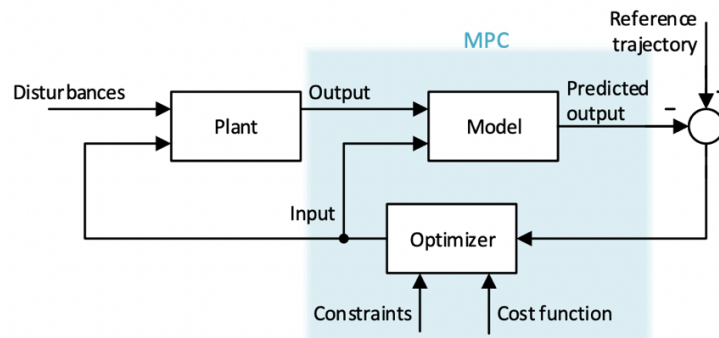 Reference
trajectory
MPC
Disturbances
Output
Predicted
output
Plant
Model
−
Input
Optimizer
Constraints
Cost function